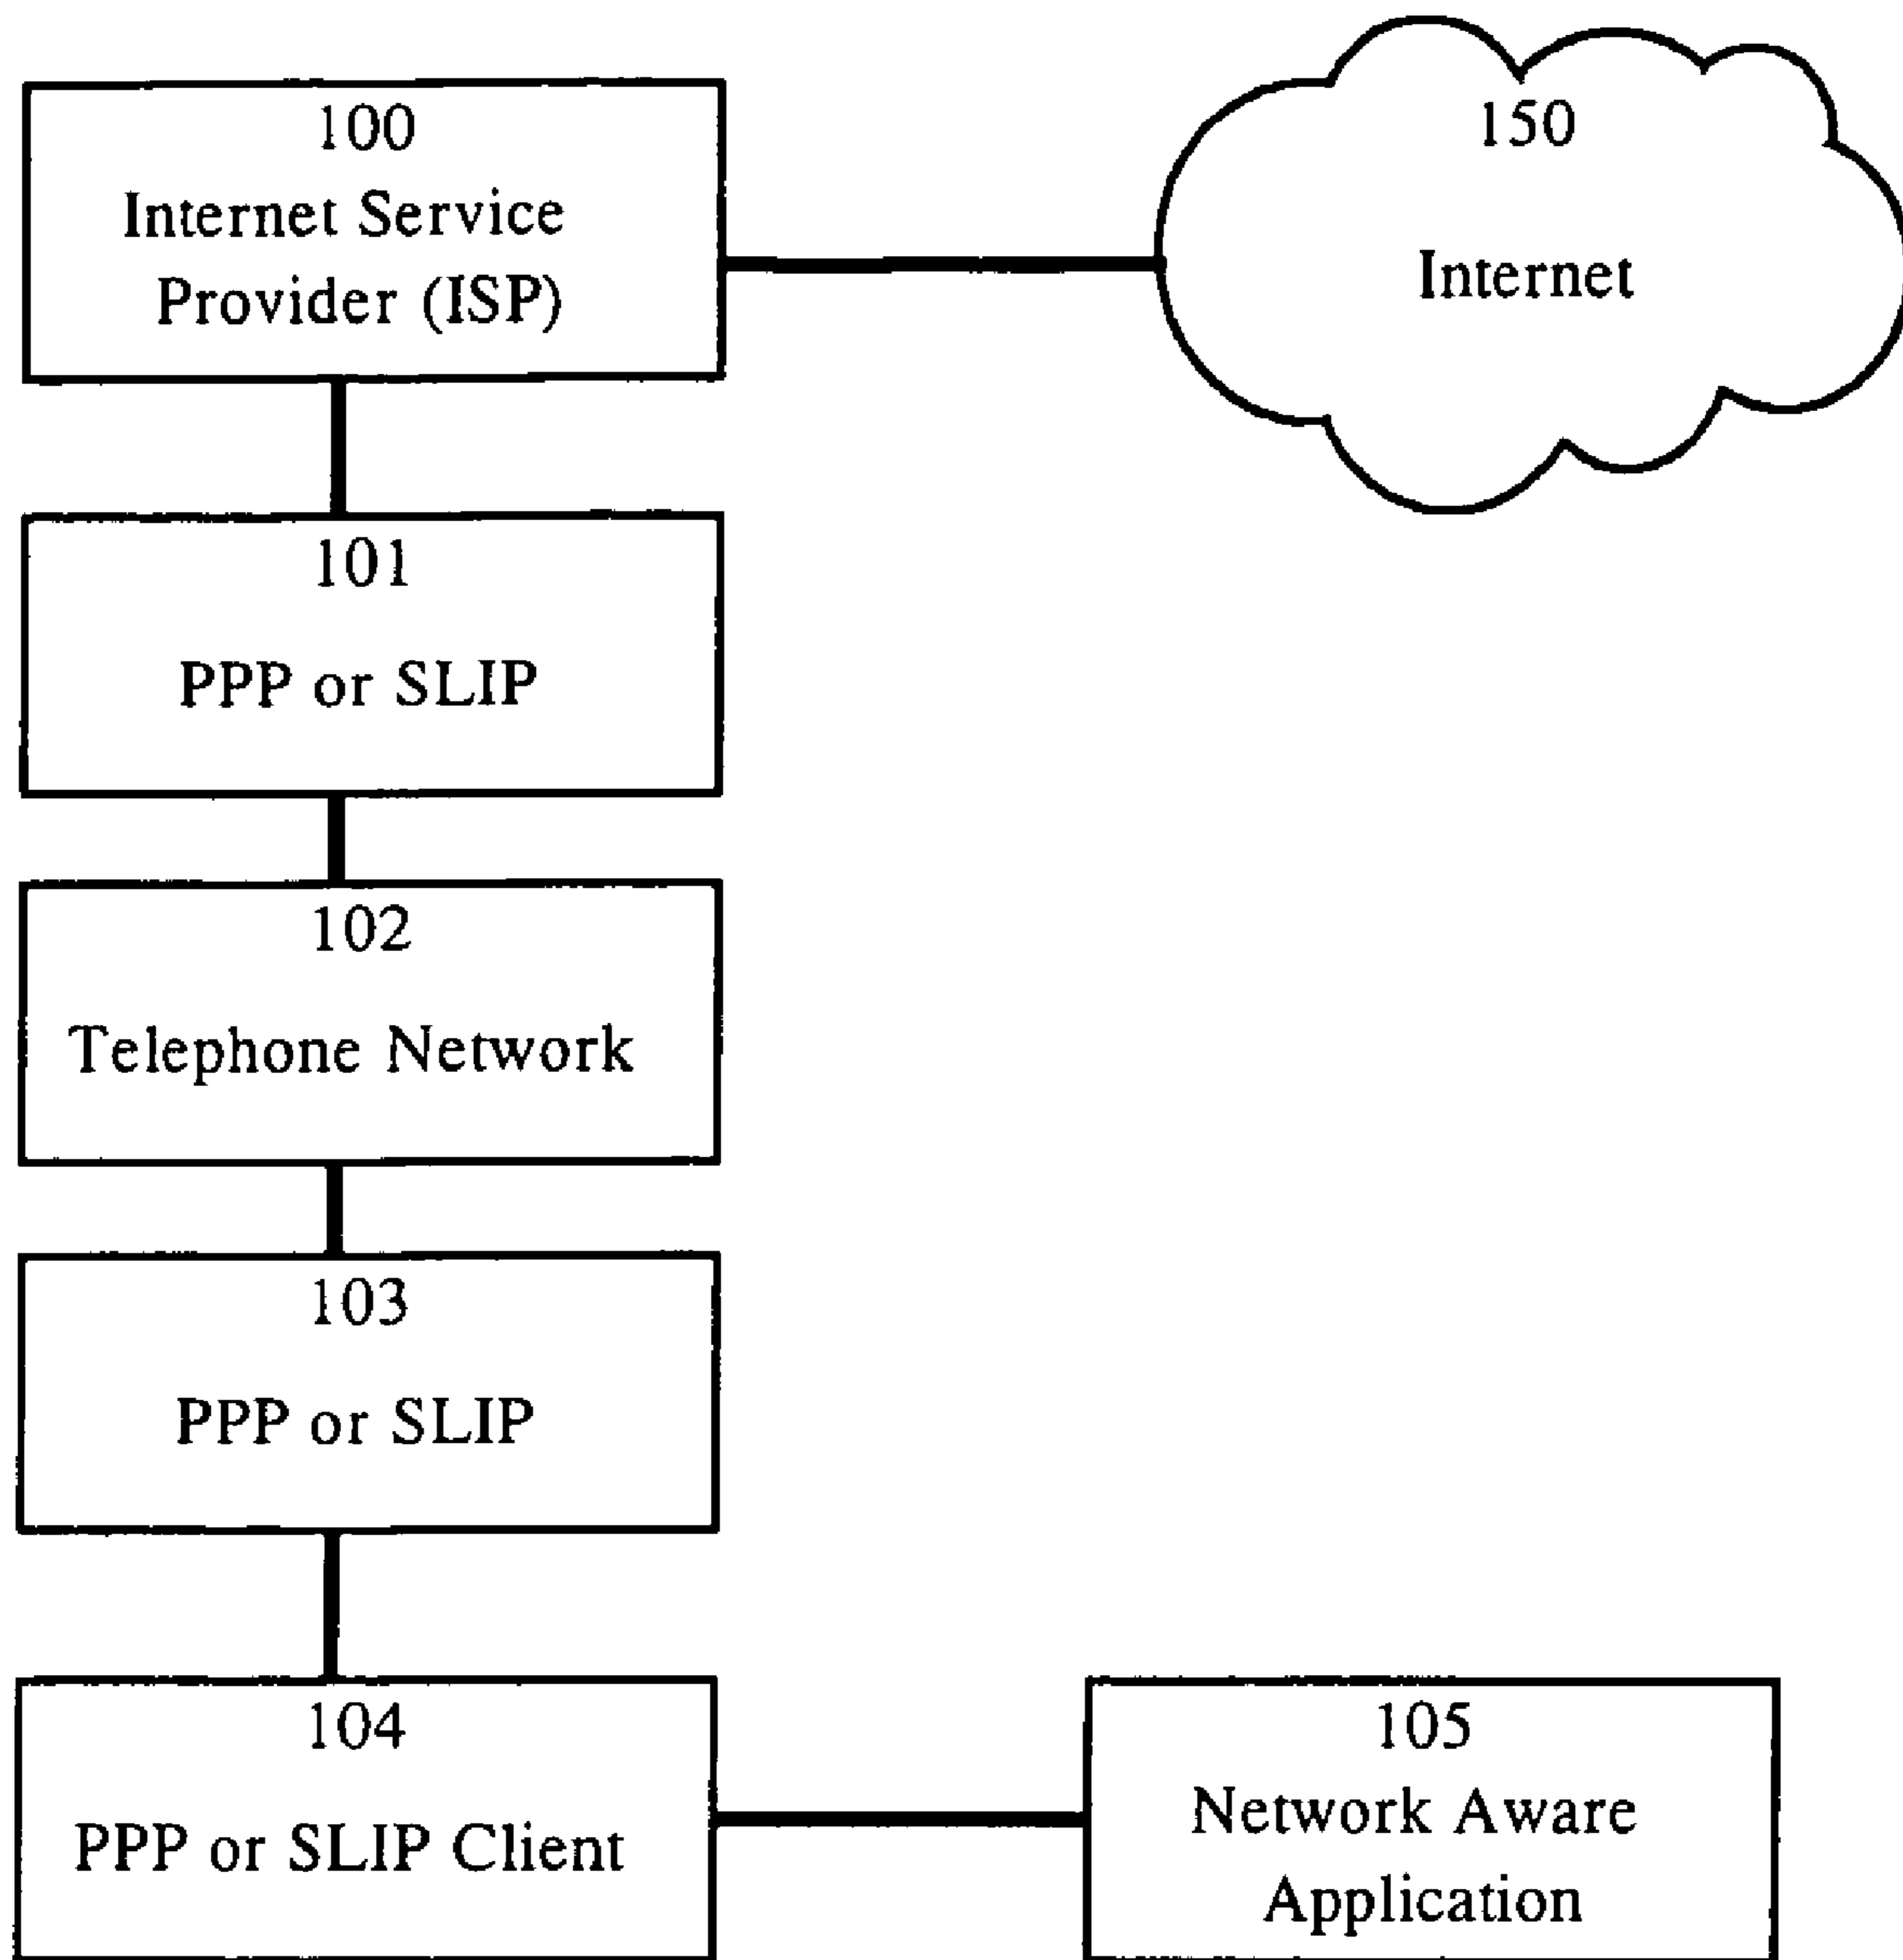 100
Internet Service
Provider (ISP)
150
Internet
101
PPP or SLIP
102
Telephone Network
103
PPP or SLIP
104
PPP or SLIP Client
105
Network Aware
Application